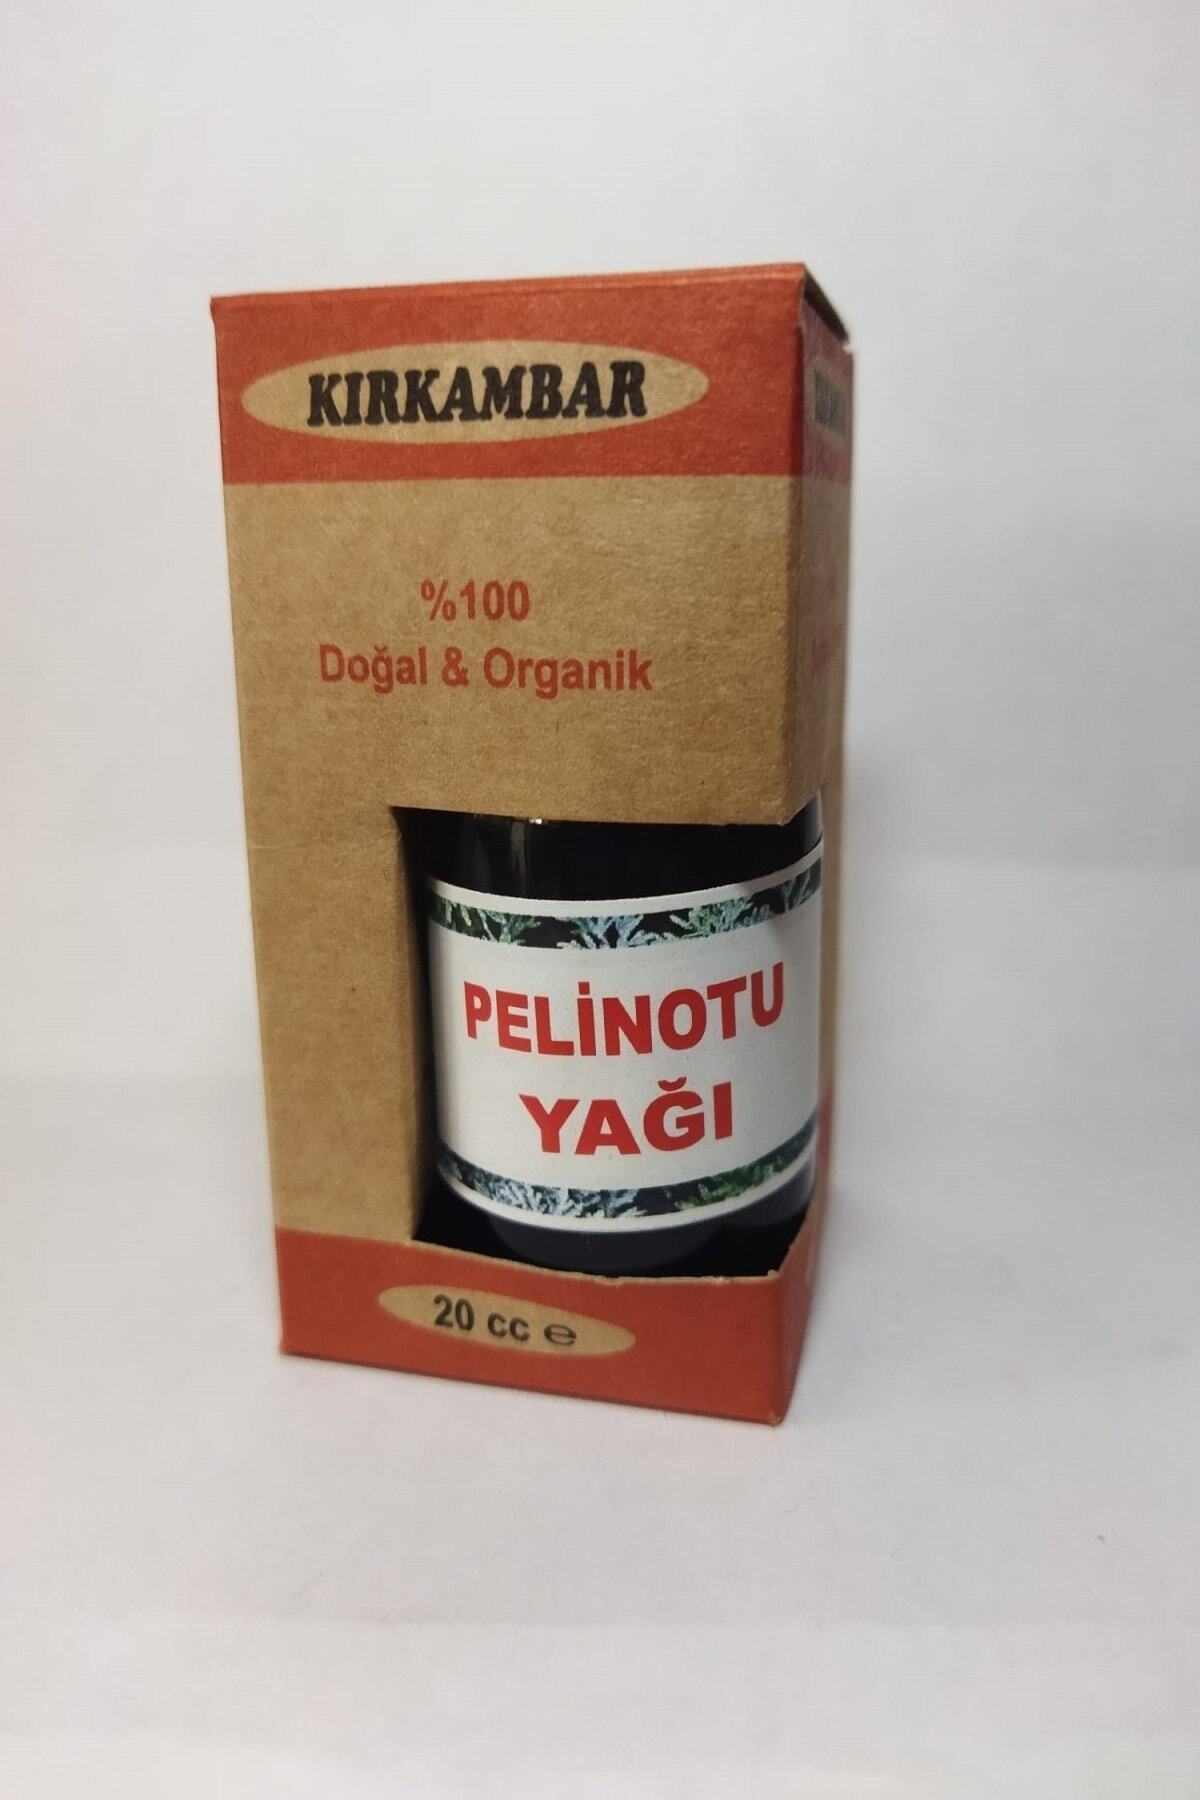 KIRKAMBAR
%100
Doğal & Organik
PELİNOTU
YAĞI
20 cc ℮